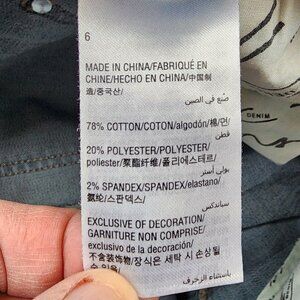 6
MADE IN CHINA/FABRIQUÉ EN
CHINE/HECHO EN CHINA/中国制
造/중국산/
صنع في الصين
78% COTTON/COTON/algodón/棉/면/
قطن
20% POLYESTER/POLYESTER/
poliéster/聚酯纤维/폴리에스테르/
بولي أستر
2% SPANDEX/SPANDEX/elastano/
氨纶/스판덱스/
سباندكس
EXCLUSIVE OF DECORATION/
GARNITURE NON COMPRISE/
exclusivo de la decoración/
不含装饰物/장식은 세탁 시 손상될
수 있/
باستثناء الزخرف
DENIM